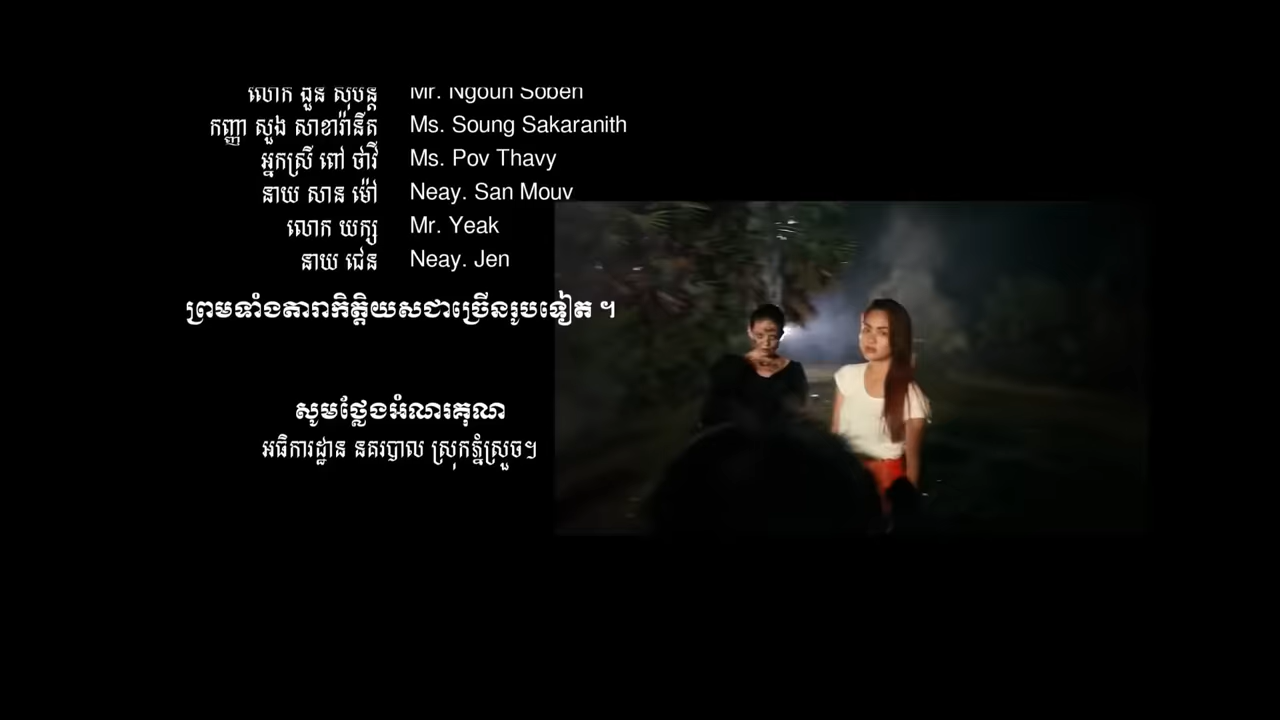 លោក ងួន សុបិន្ត Mr. Ngoun Soben
កញ្ញា សួង សាខារ៉ានីត Ms. Soung Sakaranith
អ្នកស្រី ពៅ ថាវី Ms. Pov Thavy
នាយ សាន ម៉ៅ Neay. San Mouv
លោក យក្ស Mr. Yeak
នាយ ជេន Neay. Jen
ព្រមទាំងតារាកិត្តិយសជាច្រើនរូបទៀត ។
សូមថ្លែងអំណរគុណ
អធិការដ្ឋាន នគរបាល ស្រុកភ្នំស្រួច។